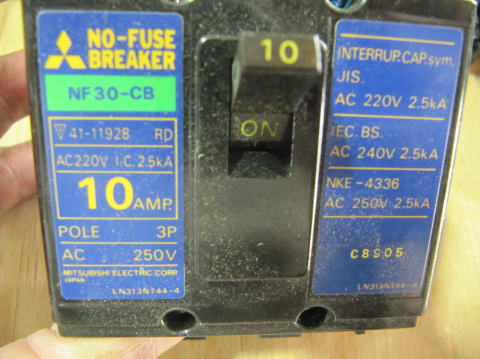 NO-FUSE
BREAKER
NF30-CB
41-11928 RD
AC220V I·C. 2.5kA
10 AMP.
POLE 3P
AC 250V
MITSUBISHI ELECTRIC CORP.
JAPAN
LN313N744-4
10
ON
INTERRUP. CAP. sym.
JIS.
AC 220V 2.5kA
IEC. BS.
AC 240V 2.5kA
NKE-4336
AC 250V 2.5kA
C8905
LN313N744-4